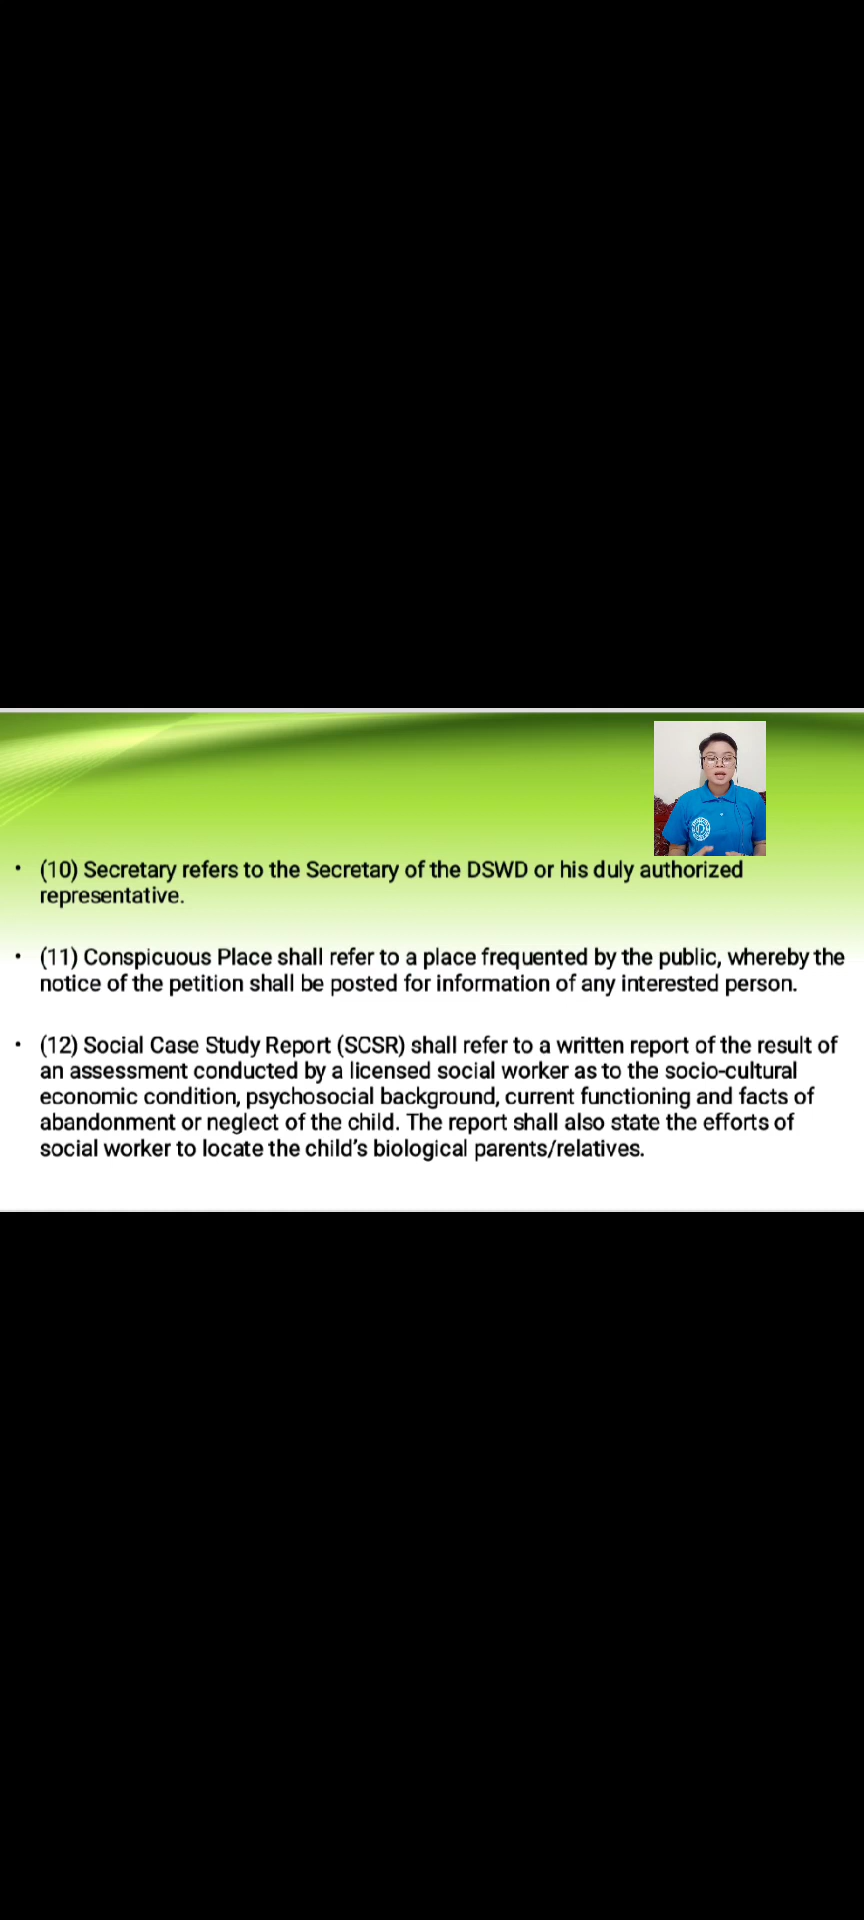 • (10) Secretary refers to the Secretary of the DSWD or his duly authorized
representative.
• (11) Conspicuous Place shall refer to a place frequented by the public, whereby the
notice of the petition shall be posted for information of any interested person.
• (12) Social Case Study Report (SCSR) shall refer to a written report of the result of
an assessment conducted by a licensed social worker as to the socio-cultural
economic condition, psychosocial background, current functioning and facts of
abandonment or neglect of the child. The report shall also state the efforts of
social worker to locate the child's biological parents/relatives.